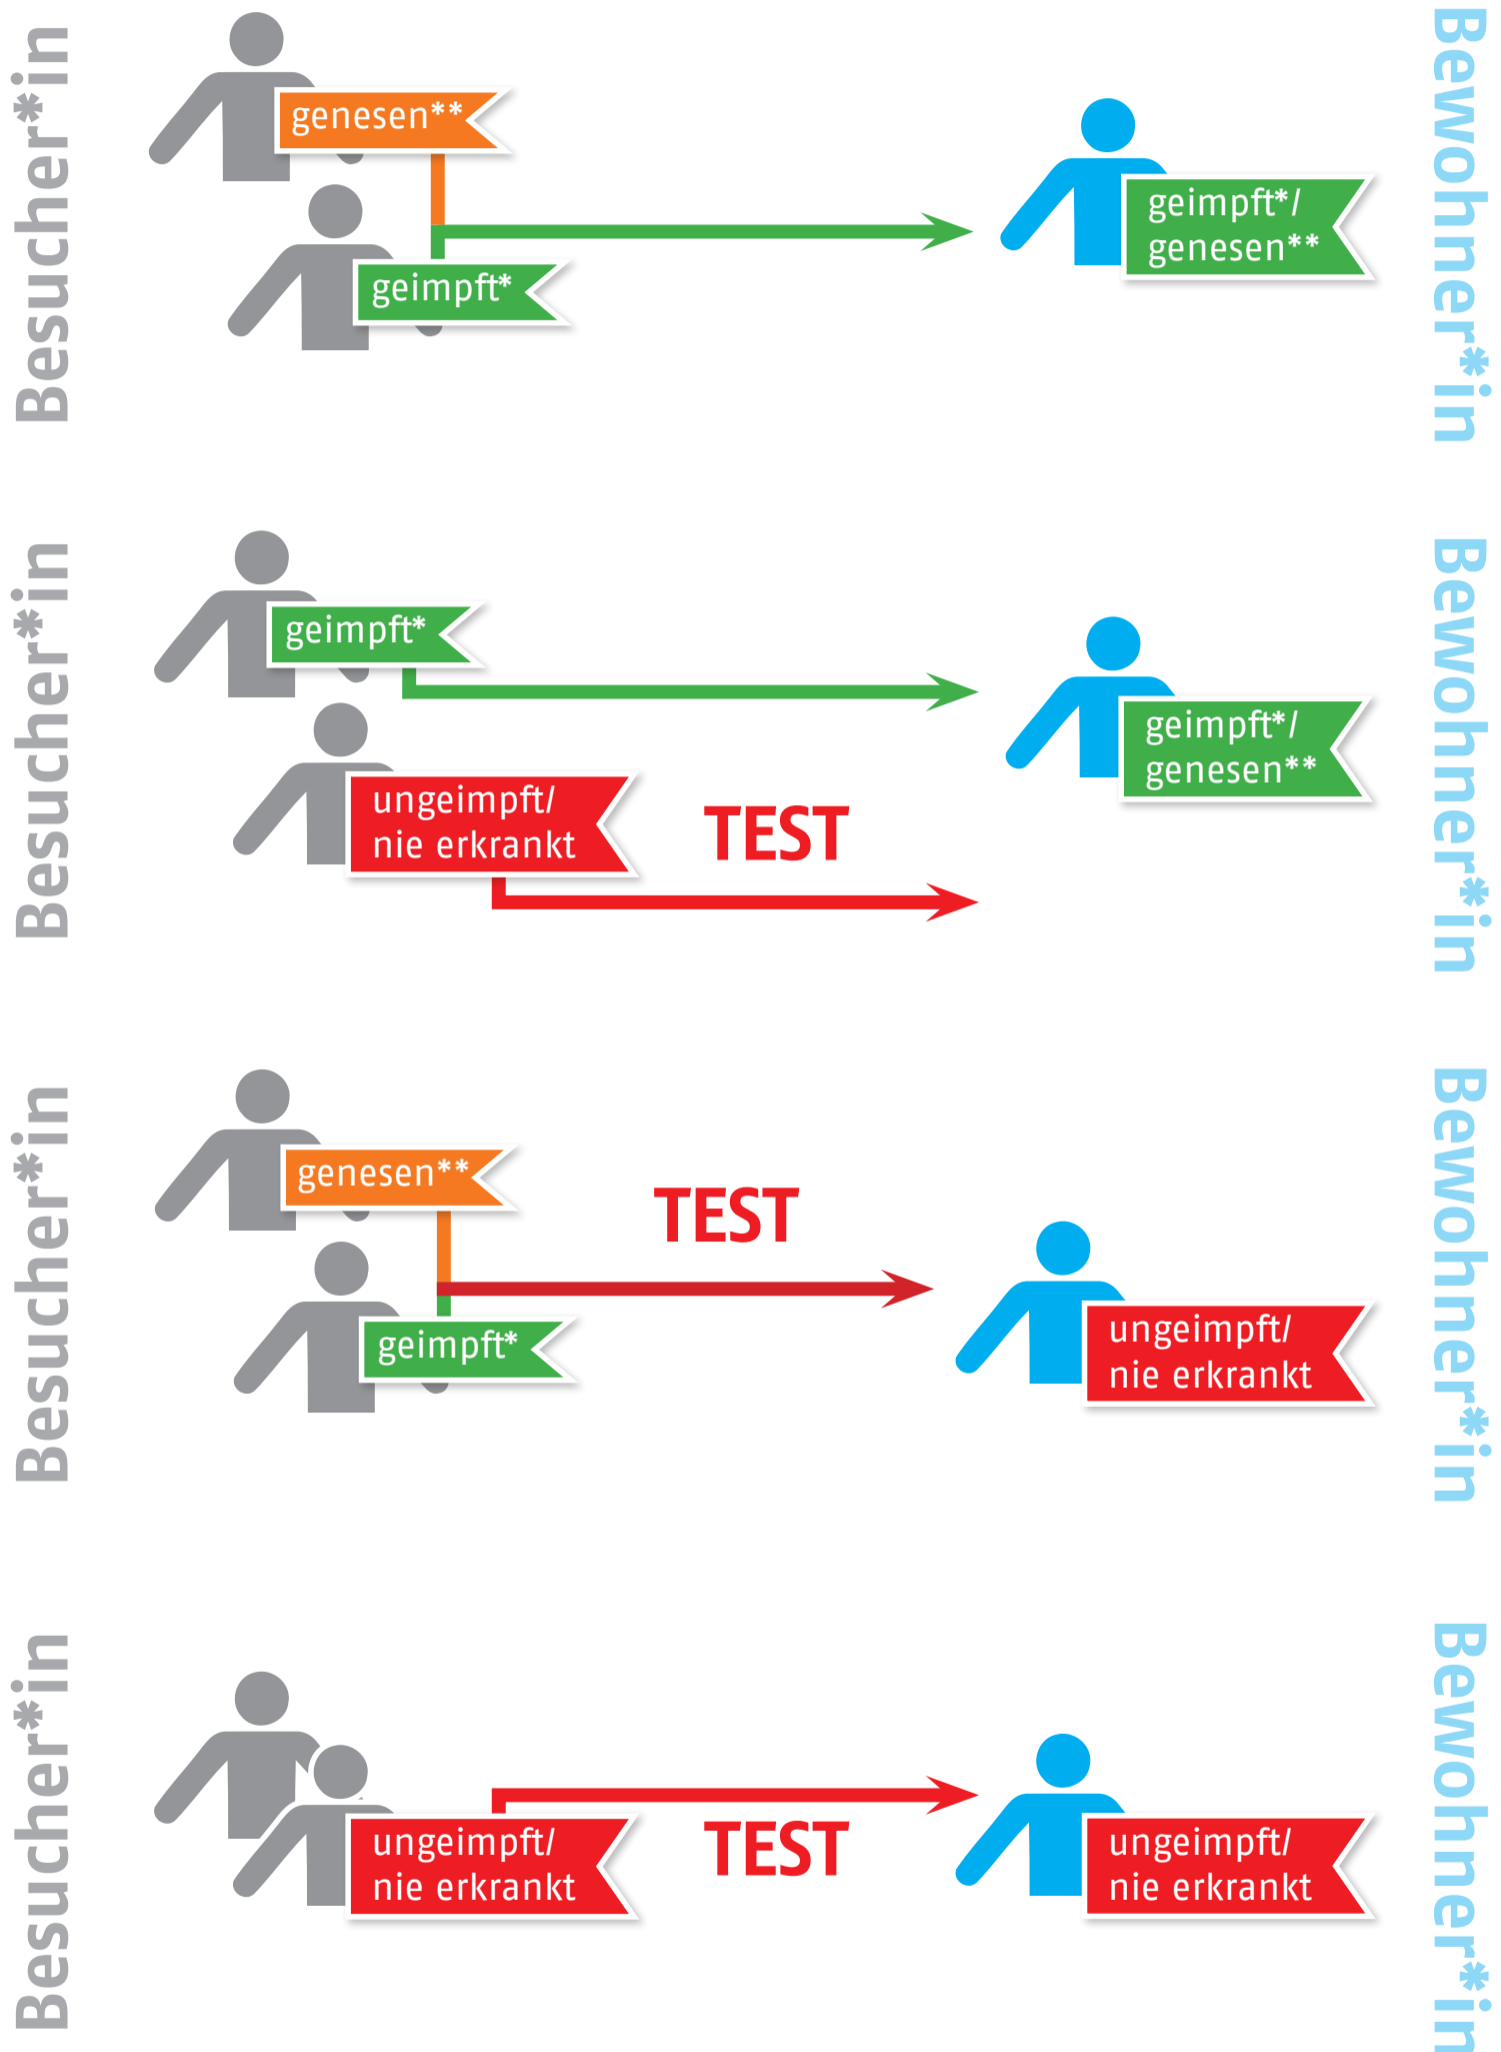 Besucher*in
genesen**
geimpft*
geimpft*/
genesen**
Bewohner*in
Besucher*in
geimpft*
ungeimpft/
nie erkrankt
TEST
geimpft*/
genesen**
Bewohner*in
Besucher*in
genesen**
geimpft*
TEST
ungeimpft/
nie erkrankt
Bewohner*in
Besucher*in
ungeimpft/
nie erkrankt
TEST
ungeimpft/
nie erkrankt
Bewohner*in